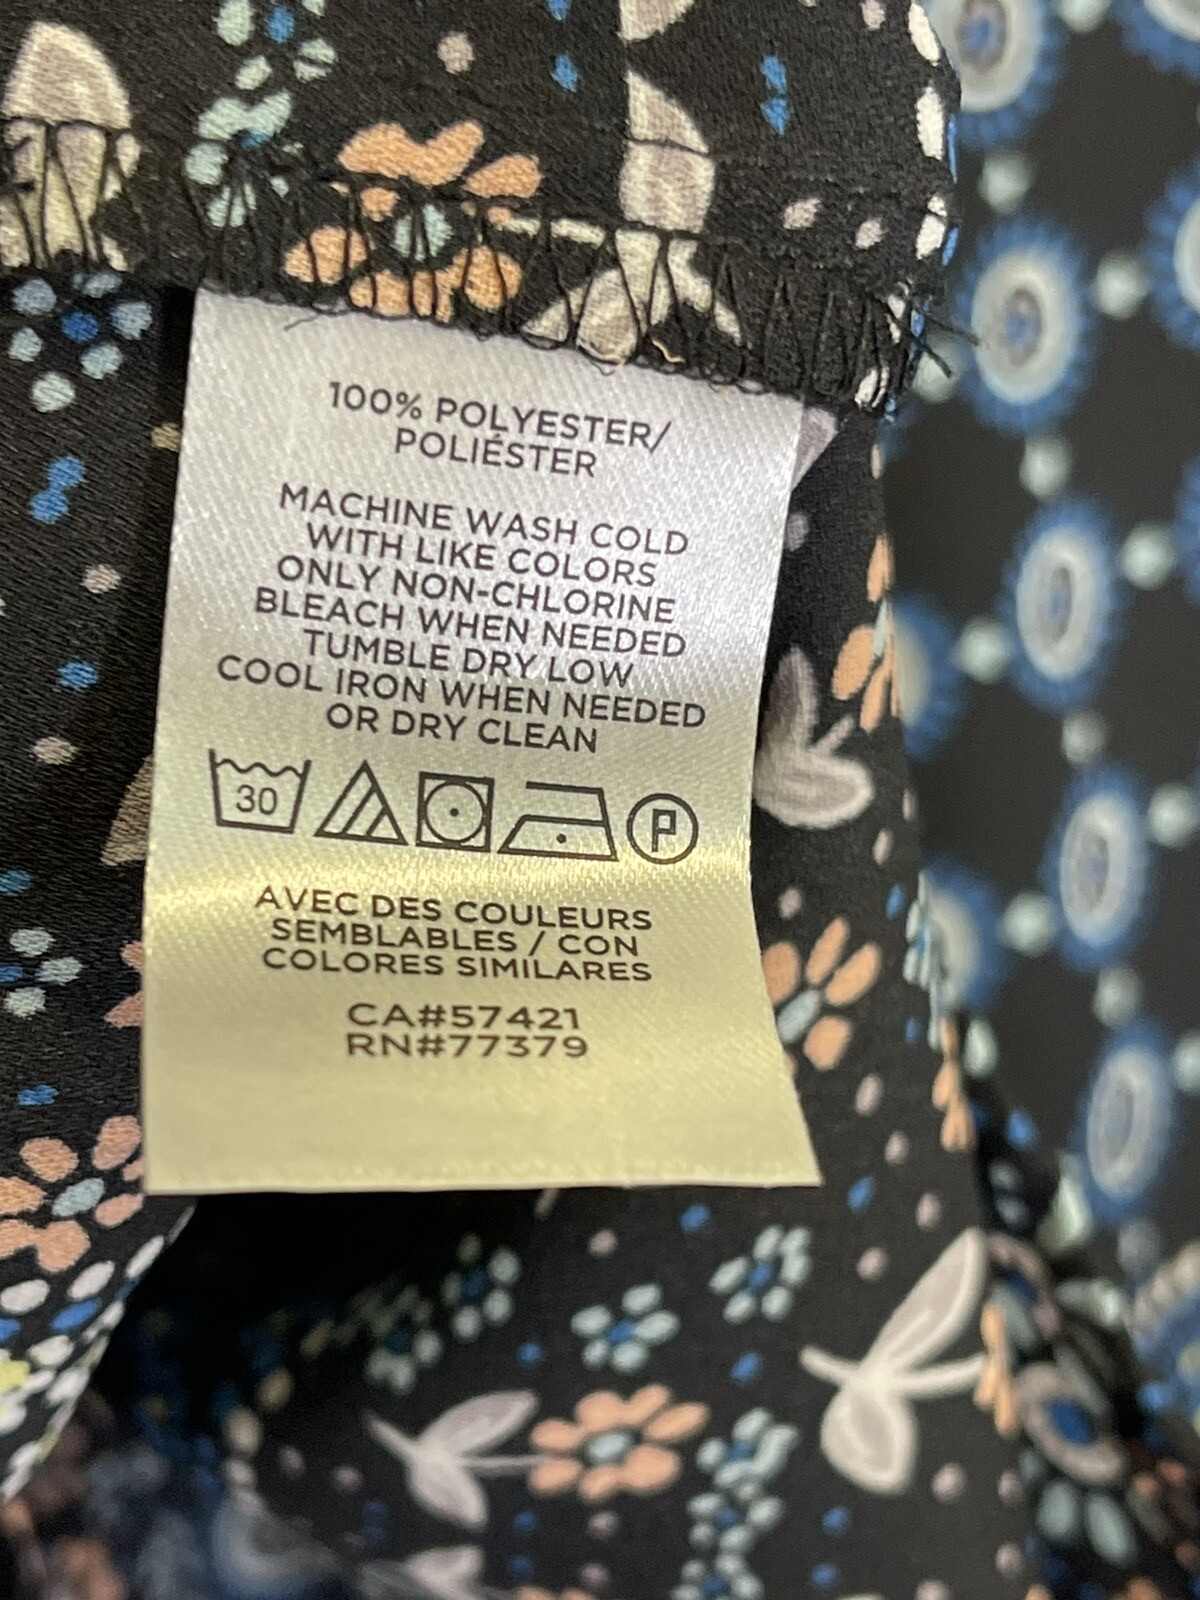 100% POLYESTER/
POLIÉSTER
MACHINE WASH COLD
WITH LIKE COLORS
ONLY NON-CHLORINE
BLEACH WHEN NEEDED
TUMBLE DRY LOW
COOL IRON WHEN NEEDED
OR DRY CLEAN
30 P
AVEC DES COULEURS
SEMBLABLES / CON
COLORES SIMILARES
CA#57421
RN#77379